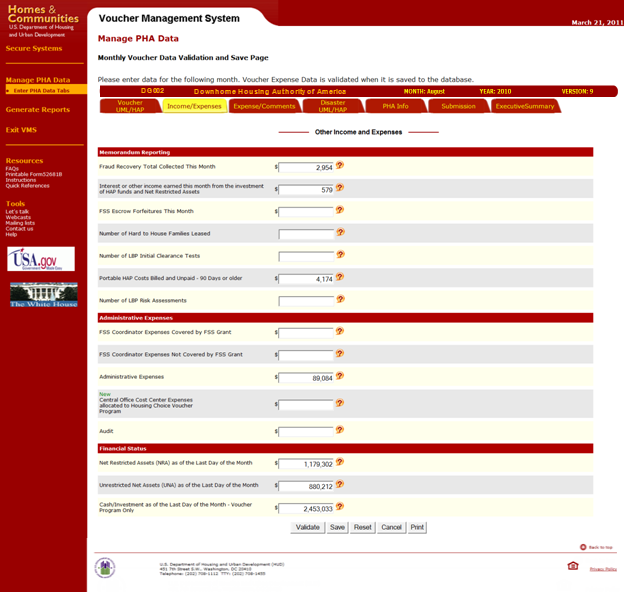 Homes &
Communities
U.S. Department of Housing
and Urban Development
Secure Systems
Manage PHA Data
Enter PHA Data Tabs
Generate Reports
Exit VMS
Resources
FAQs
Printable Form52681B
Instructions
Quick References
Tools
Let's talk
Webcasts
Mailing lists
Contact us
Help
USA.gov
The White House
Voucher Management System
March 21, 2011
Manage PHA Data
Monthly Voucher Data Validation and Save Page
Please enter data for the following month. Voucher Expense Data is validated when it is saved to the database.
DG002 Downhome Housing Authority of America MONTH: August YEAR: 2010 VERSION: 9
Voucher UML/HAP Income/Expenses Expense/Comments Disaster UML/HAP PHA Info Submission ExecutiveSummary
Other Income and Expenses
Memorandum Reporting
Fraud Recovery Total Collected This Month $ 2,954 ?
Interest or other income earned this month from the investment
of HAP funds and Net Restricted Assets $ 579 ?
FSS Escrow Forfeitures This Month $ ?
Number of Hard to House Families Leased ?
Number of LBP Initial Clearance Tests ?
Portable HAP Costs Billed and Unpaid - 90 Days or older $ 4,174 ?
Number of LBP Risk Assessments ?
Administrative Expenses
FSS Coordinator Expenses Covered by FSS Grant $ ?
FSS Coordinator Expenses Not Covered by FSS Grant $ ?
Administrative Expenses $ 89,084 ?
New
Central Office Cost Center Expenses
allocated to Housing Choice Voucher
Program $ ?
Audit $ ?
Financial Status
Net Restricted Assets (NRA) as of the Last Day of the Month $ 1,179,302 ?
Unrestricted Net Assets (UNA) as of the Last Day of the Month $ 880,212 ?
Cash/Investment as of the Last Day of the Month - Voucher
Program Only $ 2,453,033 ?
Validate Save Reset Cancel Print
Back to top
U.S. Department of Housing and Urban Development (HUD)
451 7th Street S.W., Washington, DC 20410
Telephone: (202) 708-1112 TTY: (202) 708-1455
Privacy Policy